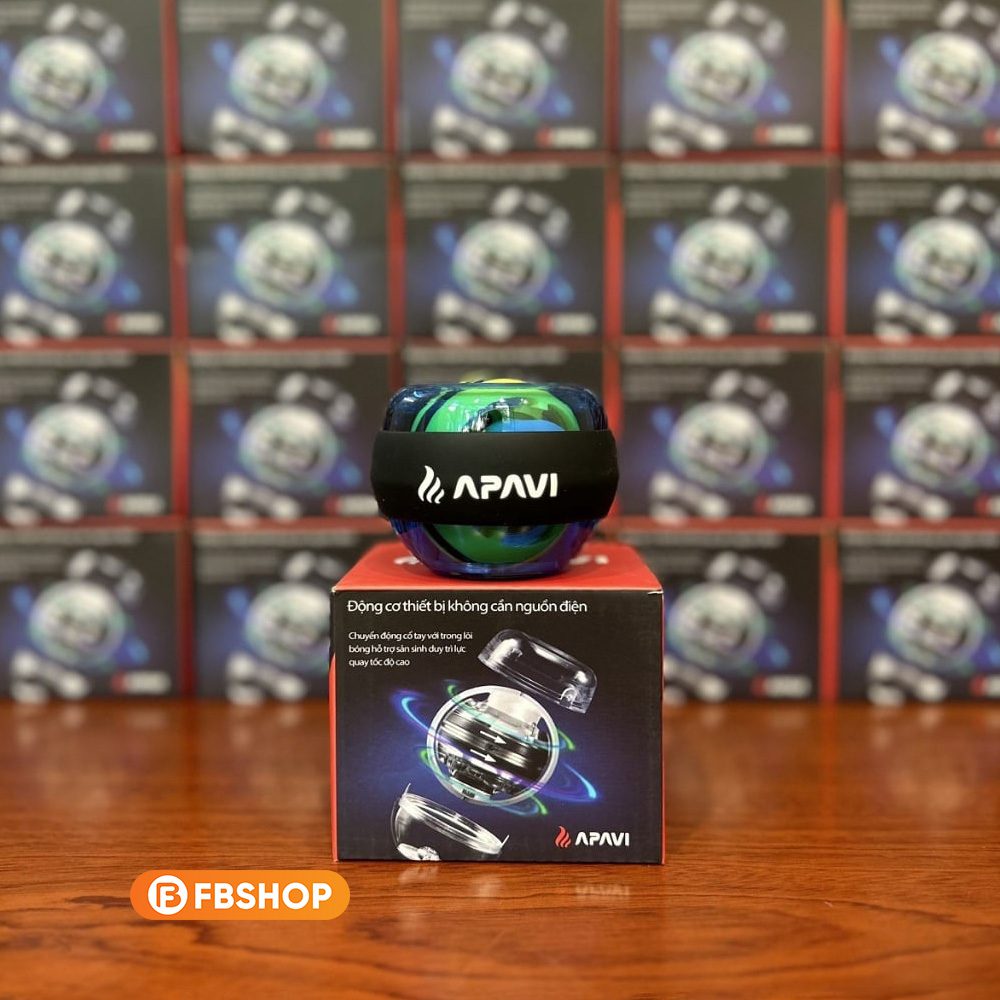 APAVI
Động cơ thiết bị không cần nguồn điện
Chuyển động cổ tay với trong lõi
bóng hỗ trợ sản sinh duy trì lực
quay tốc độ cao
APAVI
FBSHOP